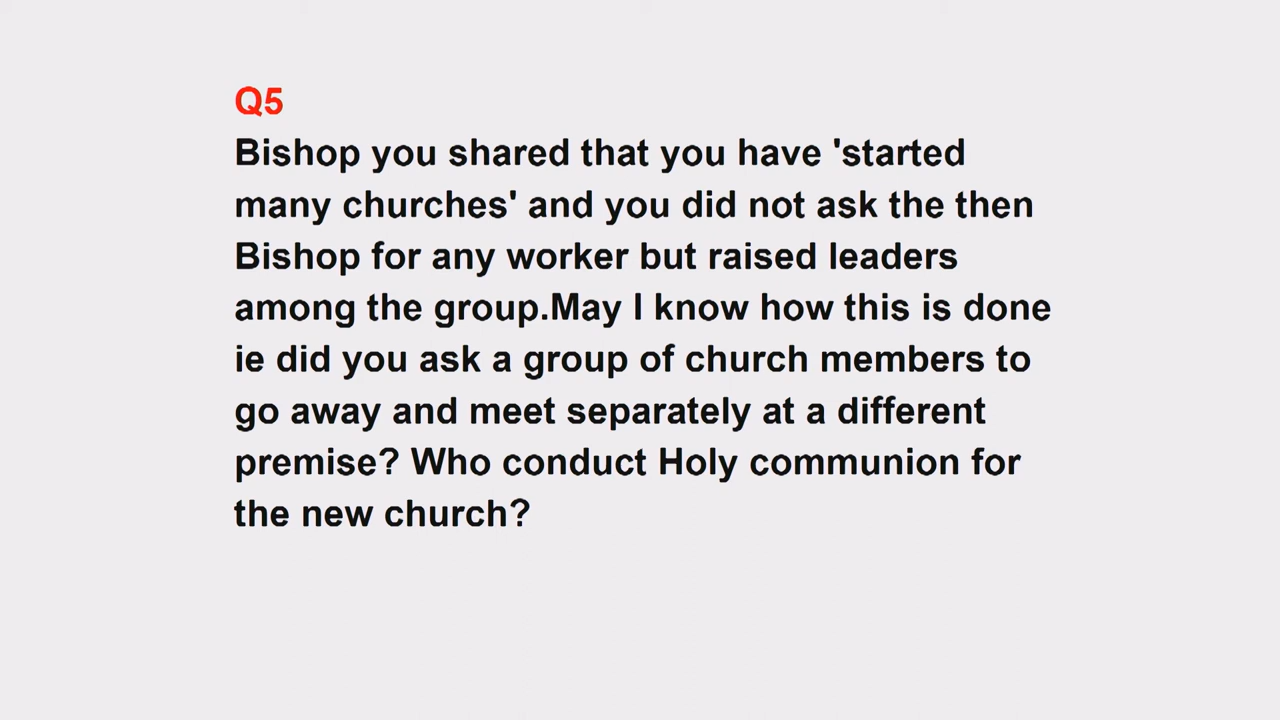 Q5
Bishop you shared that you have 'started
many churches' and you did not ask the then
Bishop for any worker but raised leaders
among the group.May I know how this is done
ie did you ask a group of church members to
go away and meet separately at a different
premise? Who conduct Holy communion for
the new church?